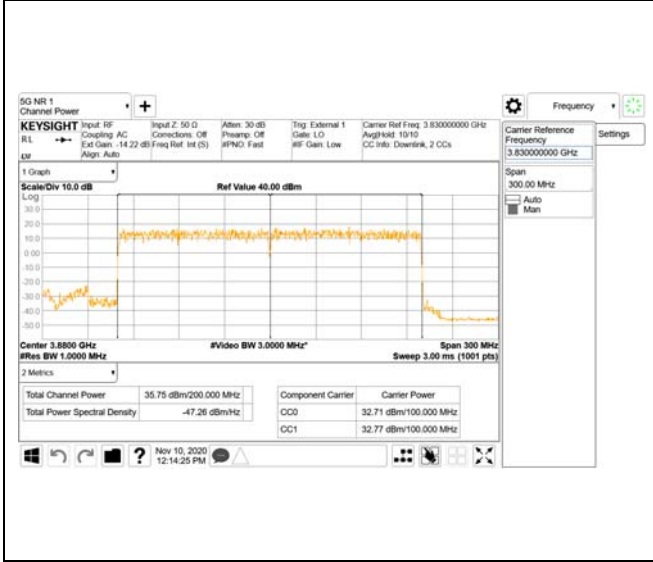 5G NR 1
Channel Power
Frequency
KEYSIGHT
RL
Input: RF
Coupling: AC
Ext Gain: -14.22 dB
Align: Auto
Input Z: 50 Ω
Corrections: Off
Freq Ref: Int (S)
Atten: 30 dB
Preamp: Off
#PNO: Fast
Trig: External 1
Gate: LO
#IF Gain: Low
Carrier Ref Freq: 3.830000000 GHz
Avg|Hold: 10/10
CC Info: Downlink, 2 CCs
Carrier Reference
Frequency
3.830000000 GHz
Settings
Span
300.00 MHz
Auto
Man
1 Graph
Scale/Div 10.0 dB
Ref Value 40.00 dBm
Log
30.0
20.0
10.0
0.00
-10.0
-20.0
-30.0
-40.0
-50.0
Center 3.8800 GHz
#Video BW 3.0000 MHz*
Span 300 MHz
#Res BW 1.0000 MHz
Sweep 3.00 ms (1001 pts)
2 Metrics
Total Channel Power 35.75 dBm/200.000 MHz
Total Power Spectral Density -47.26 dBm/Hz
Component Carrier Carrier Power
CC0 32.71 dBm/100.000 MHz
CC1 32.77 dBm/100.000 MHz
?
Nov 10, 2020
12:14:25 PM